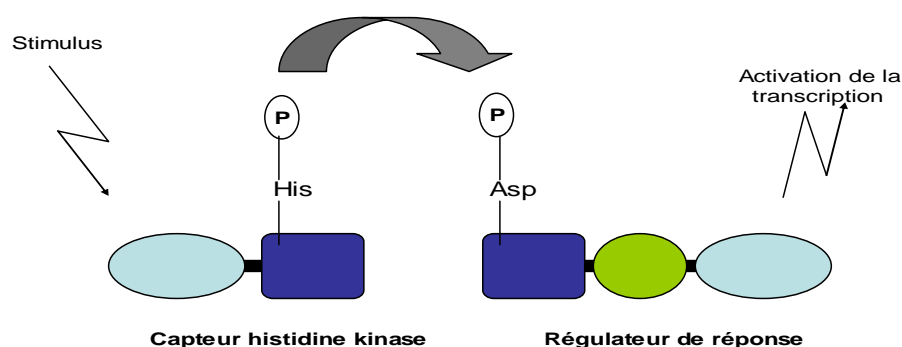 Stimulus
Activation de la
transcription
P
P
His
Asp
Capteur histidine kinase
Régulateur de réponse